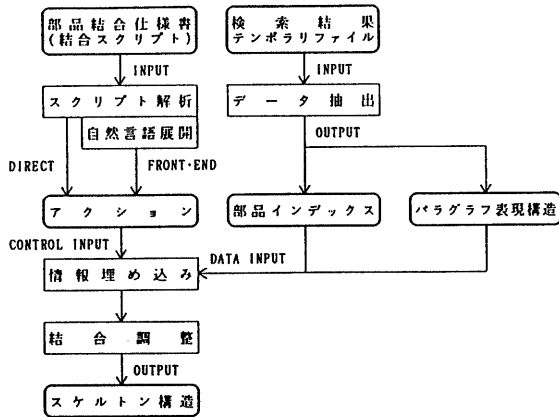 部品結合仕様書
(結合スクリプト)
検索結果
テンポラリファイル
INPUT
INPUT
スクリプト解析
データ抽出
自然言語展開
OUTPUT
DIRECT
FRONT・END
アクション
部品インデックス
パラグラフ表現構造
CONTROL INPUT
DATA INPUT
情報埋め込み
結合調整
OUTPUT
スケルトン構造